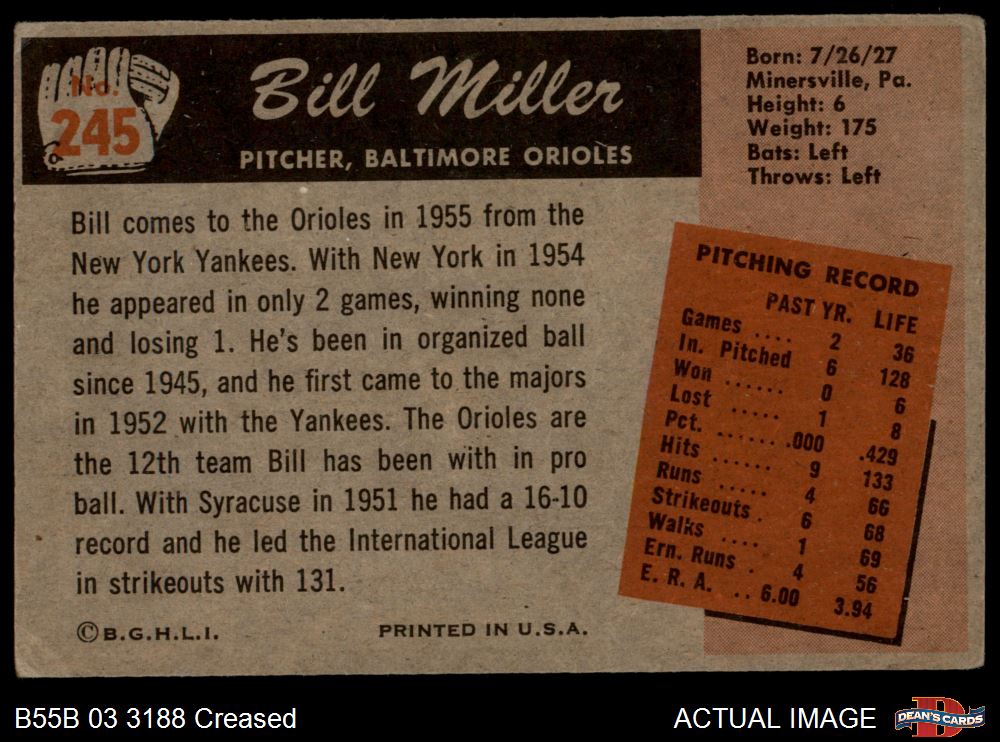 No.
245
Bill Miller
PITCHER, BALTIMORE ORIOLES
Born: 7/26/27
Minersville, Pa.
Height: 6
Weight: 175
Bats: Left
Throws: Left
Bill comes to the Orioles in 1955 from the
New York Yankees. With New York in 1954
he appeared in only 2 games, winning none
and losing 1. He's been in organized ball
since 1945, and he first came to the majors
in 1952 with the Yankees. The Orioles are
the 12th team Bill has been with in pro
ball. With Syracuse in 1951 he had a 16-10
record and he led the International League
in strikeouts with 131.
©B.G.H.L.I. PRINTED IN U.S.A.
PITCHING RECORD
PAST YR. LIFE
Games .... 2 36
In. Pitched 6 128
Won ...... 0 6
Lost ..... 1 8
Pct. ....... .000 .429
Hits ...... 9 133
Runs ..... 4 66
Strikeouts . 6 68
Walks .... 1 69
Ern. Runs . 4 56
E. R. A. .. 6.00 3.94
B55B 03 3188 Creased
ACTUAL IMAGE
DEAN'S CARDS